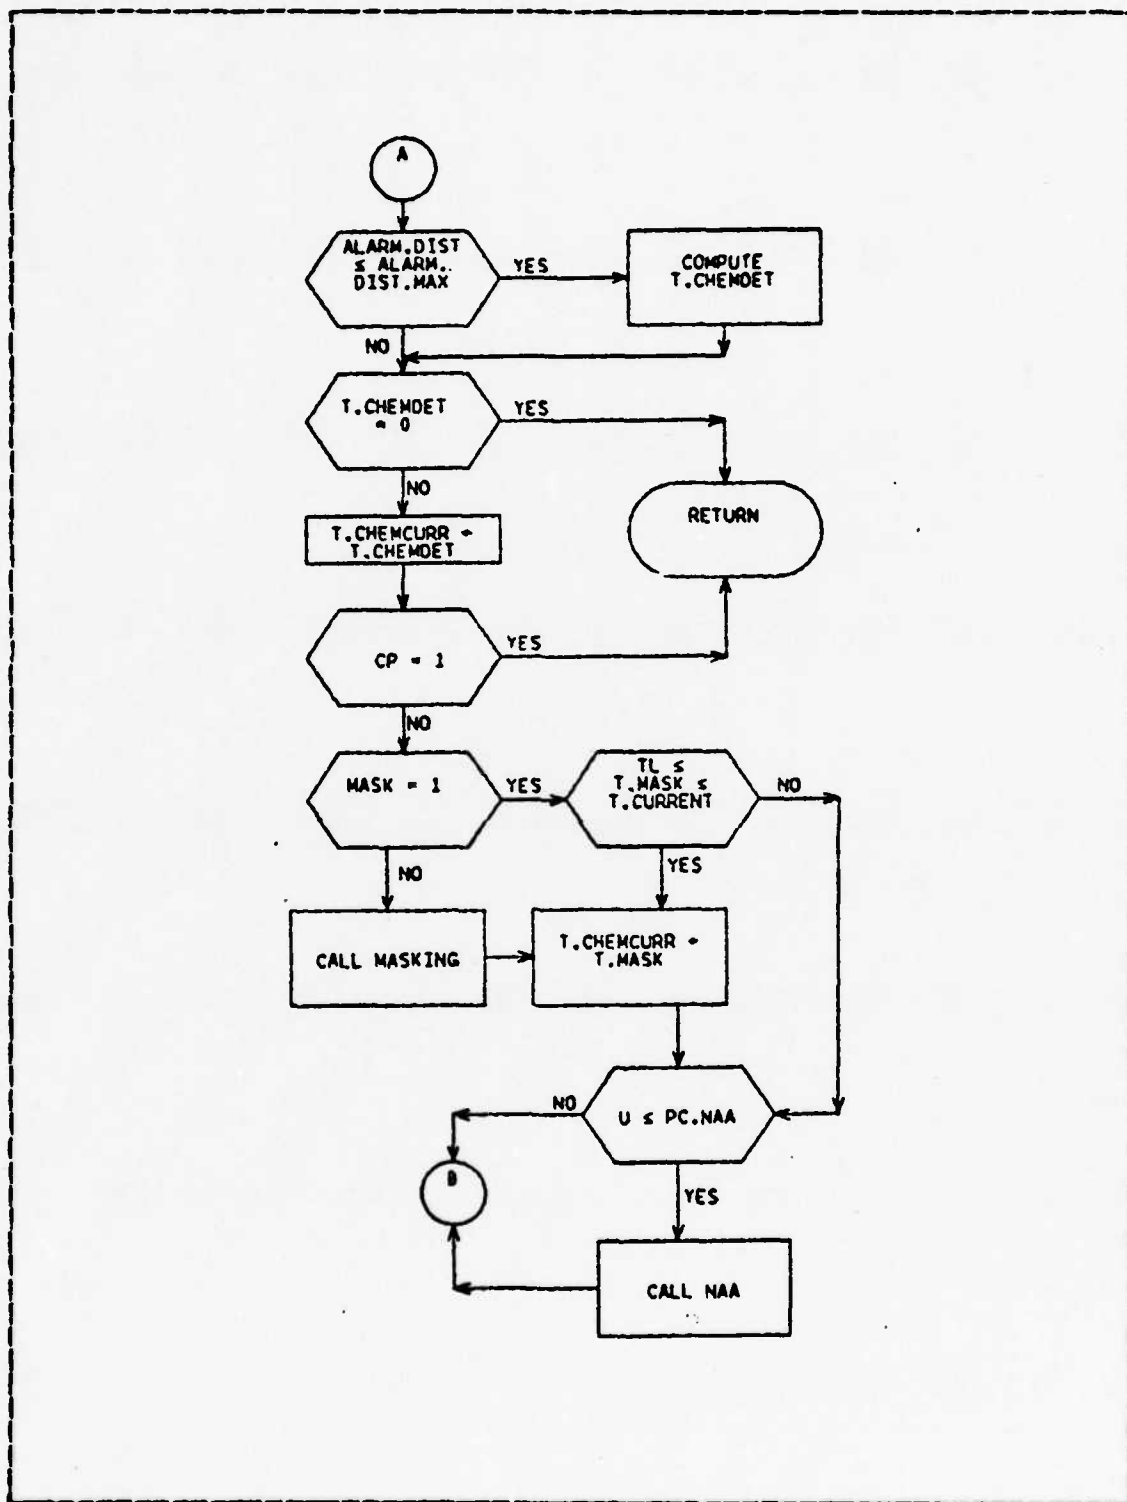 A
ALARM.DIST
≤ ALARM.
DIST.MAX
YES
COMPUTE
T.CHEMDET
NO
T.CHEMDET
= 0
YES
NO
RETURN
T.CHEMCURR =
T.CHEMDET
CP = 1
YES
NO
MASK = 1
YES
TL ≤
T.MASK ≤
T.CURRENT
NO
NO
YES
CALL MASKING
T.CHEMCURR =
T.MASK
U ≤ PC.NAA
NO
B
YES
CALL NAA